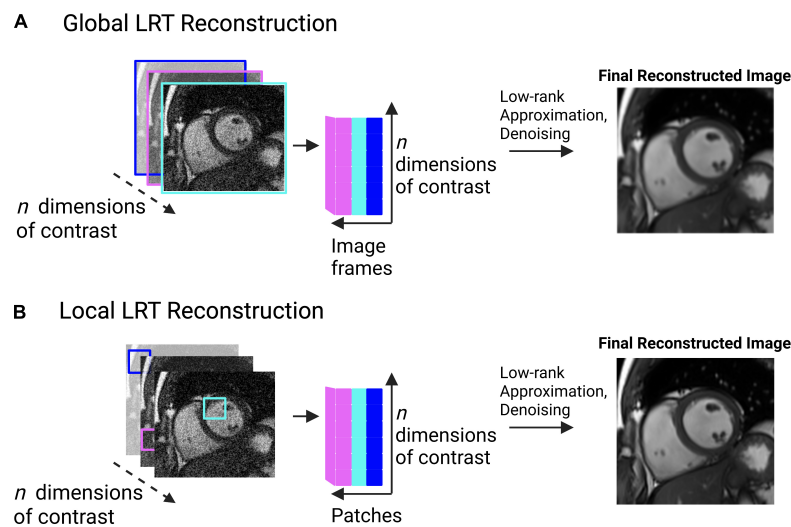 A Global LRT Reconstruction
Final Reconstructed Image
Low-rank
Approximation,
Denoising
n
dimensions
of contrast
n dimensions
of contrast
Image
frames
B Local LRT Reconstruction
Final Reconstructed Image
Low-rank
Approximation,
Denoising
n
dimensions
of contrast
n dimensions
of contrast
Patches